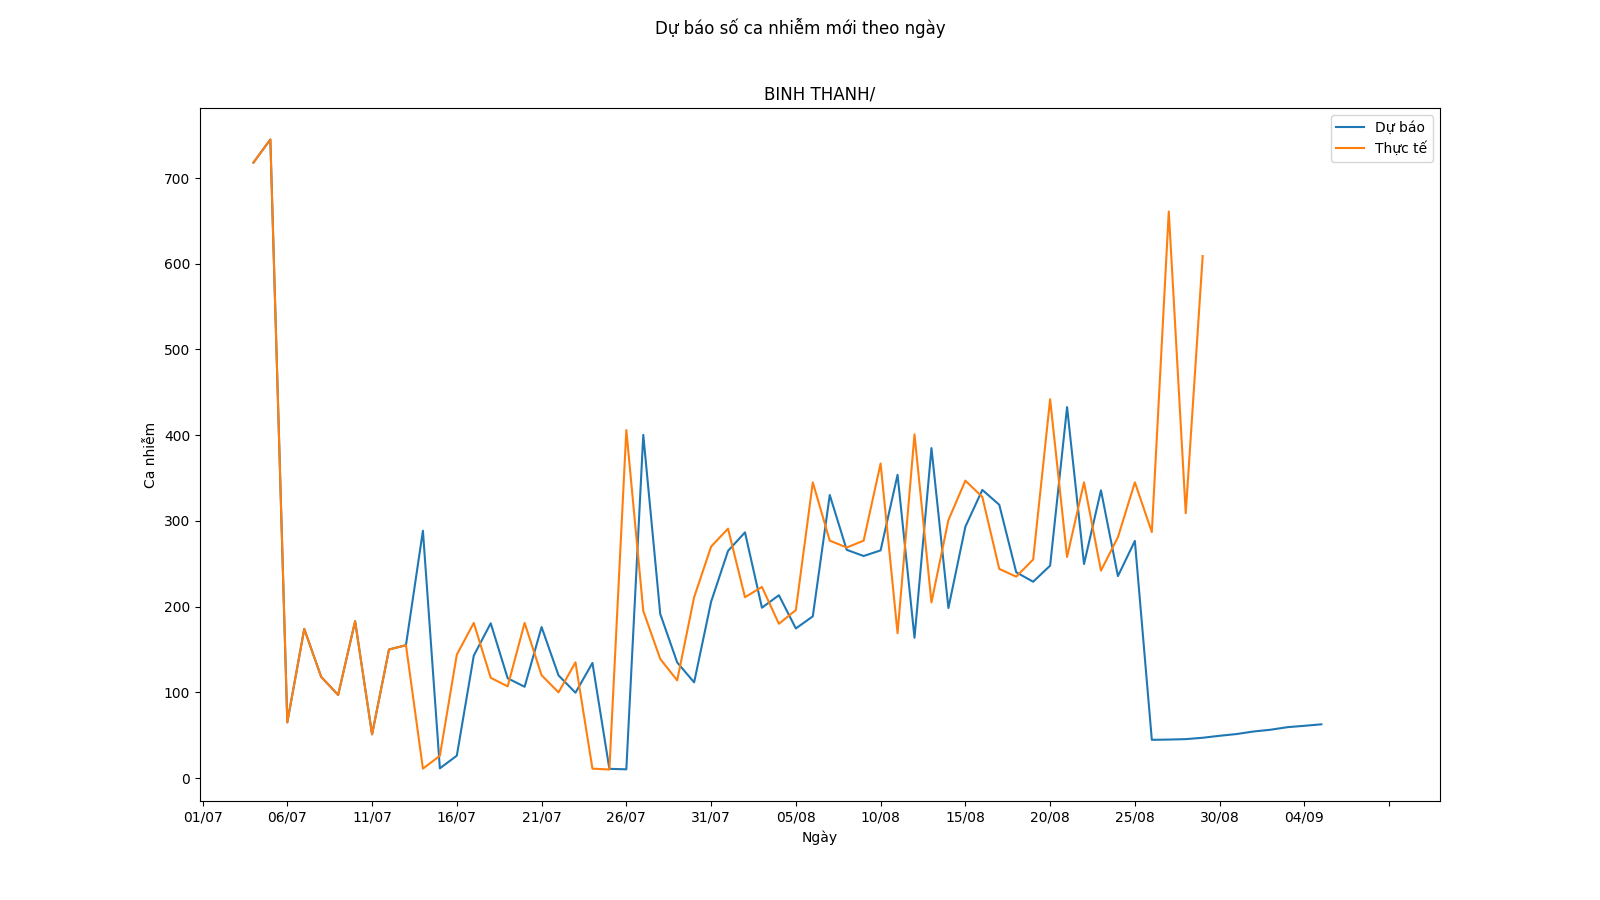 Dự báo số ca nhiễm mới theo ngày
BINH THANH/
Dự báo
Thực tế
700
600
500
400
300
200
100
0
Ca nhiễm
01/07 06/07 11/07 16/07 21/07 26/07 31/07 05/08 10/08 15/08 20/08 25/08 30/08 04/09
Ngày